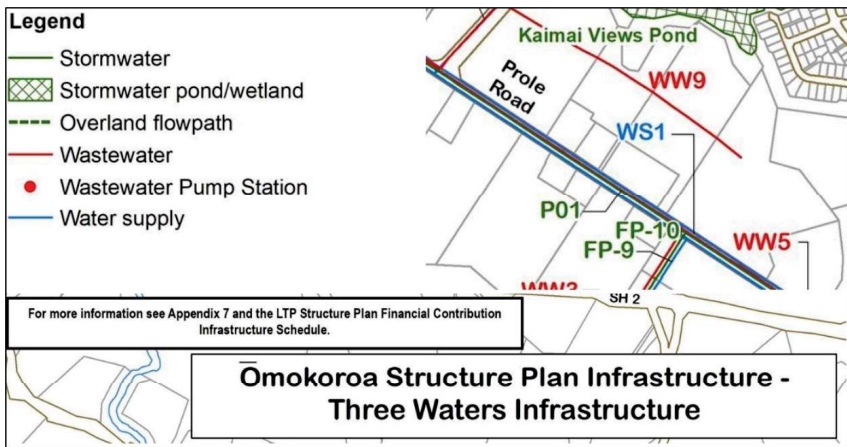 Legend
Stormwater
Stormwater pond/wetland
Overland flowpath
Wastewater
Wastewater Pump Station
Water supply
Kaimai Views Pond
Prole
Road
WW9
WS1
P01
FP-10
FP-9
WW5
WW3
SH 2
For more information see Appendix 7 and the LTP Structure Plan Financial Contribution
Infrastructure Schedule.
Ōmokoroa Structure Plan Infrastructure -
Three Waters Infrastructure